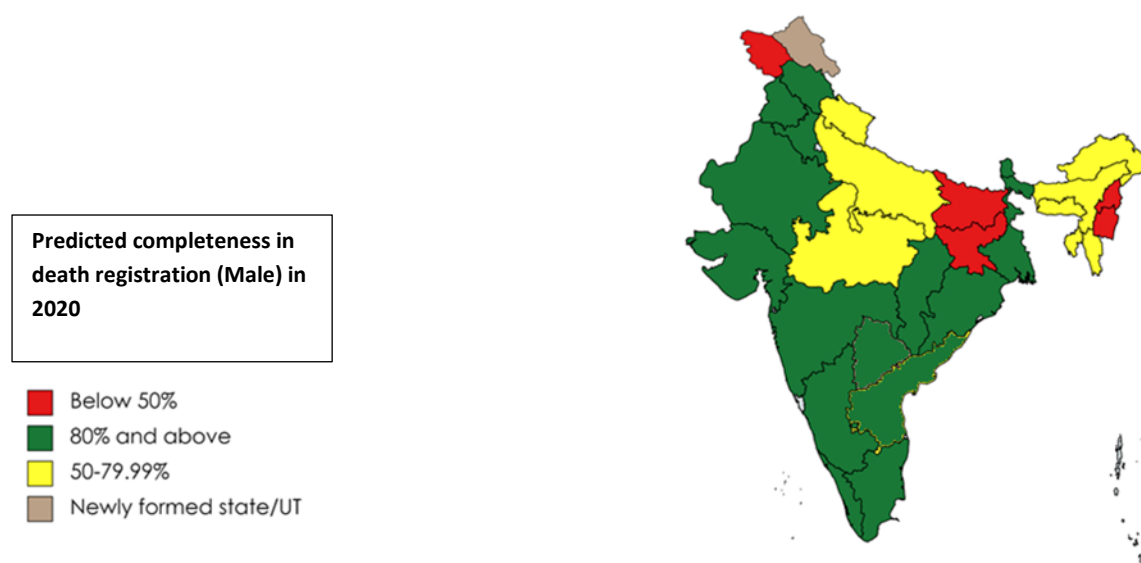 Predicted completeness in
death registration (Male) in
2020
Below 50%
80% and above
50-79.99%
Newly formed state/UT